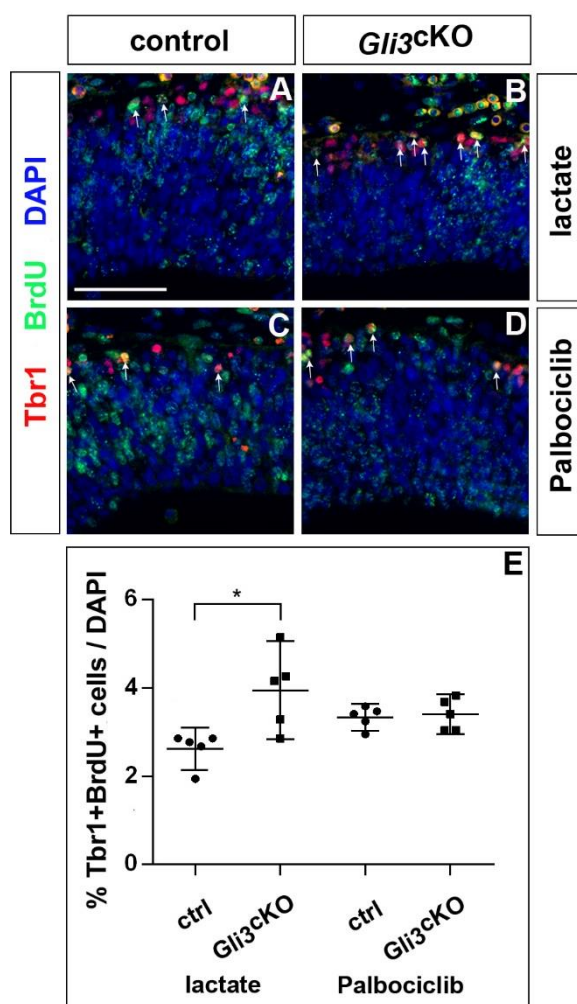 control
Gli3cKO
Tbr1 BrdU DAPI
A
B
lactate
C
D
Palbociclib
E
% Tbr1+BrdU+ cells / DAPI
6
4
2
0
*
ctrl
Gli3cKO
ctrl
Gli3cKO
lactate
Palbociclib